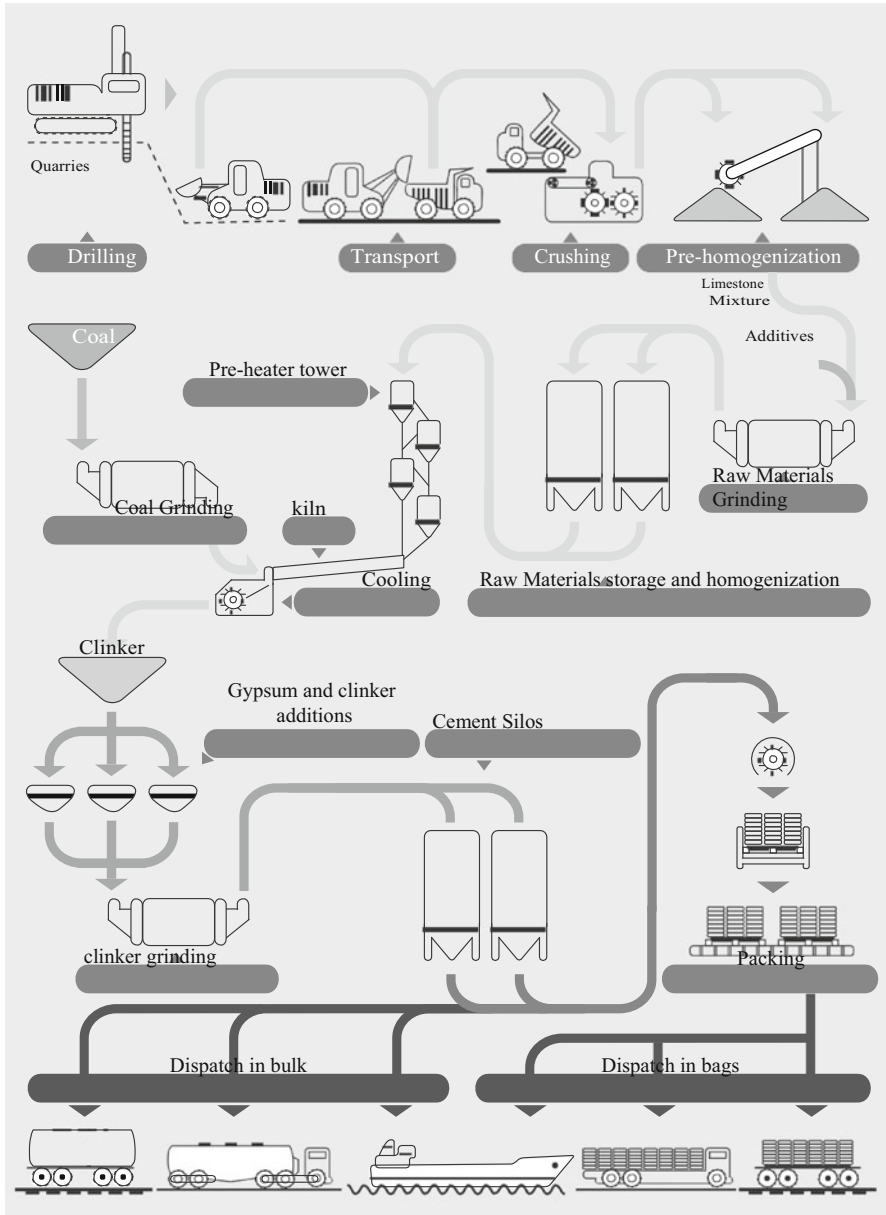 Quarries
Drilling
Transport
Crushing
Pre-homogenization
Limestone
Mixture
Additives
Coal
Pre-heater tower
Raw Materials
Grinding
Coal Grinding
kiln
Cooling
Raw Materials storage and homogenization
Clinker
Gypsum and clinker
additions
Cement Silos
clinker grinding
Packing
Dispatch in bulk
Dispatch in bags